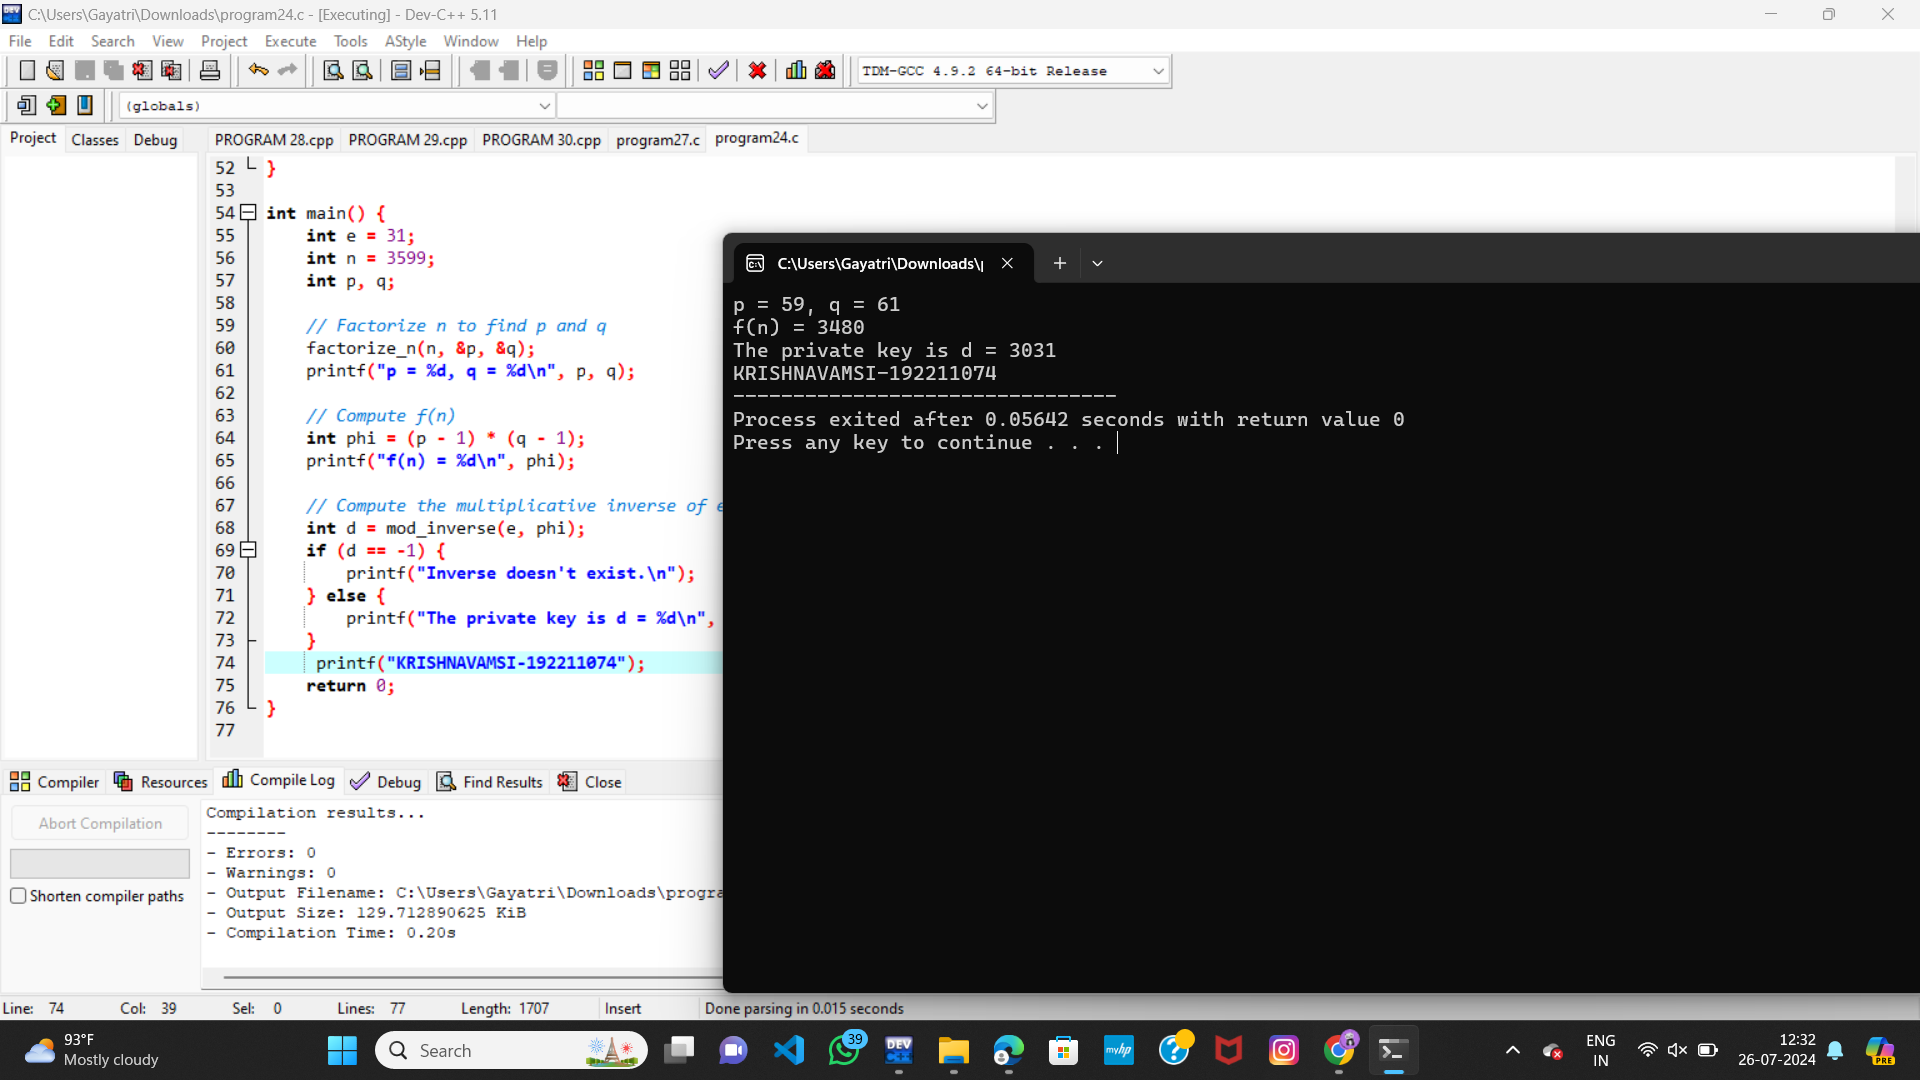 C:\Users\Gayatri\Downloads\program24.c - [Executing] - Dev-C++ 5.11
File Edit Search View Project Execute Tools AStyle Window Help
TDM-GCC 4.9.2 64-bit Release
(globals)
Project Classes Debug PROGRAM 28.cpp PROGRAM 29.cpp PROGRAM 30.cpp program27.c program24.c
52 }
53
54 int main() {
55 int e = 31;
56 int n = 3599;
57 int p, q;
58
59 // Factorize n to find p and q
60 factorize_n(n, &p, &q);
61 printf("p = %d, q = %d\n", p, q);
62
63 // Compute f(n)
64 int phi = (p - 1) * (q - 1);
65 printf("f(n) = %d\n", phi);
66
67 // Compute the multiplicative inverse of e
68 int d = mod_inverse(e, phi);
69 if (d == -1) {
70 printf("Inverse doesn't exist.\n");
71 } else {
72 printf("The private key is d = %d\n",
73 }
74 printf("KRISHNAVAMSI-192211074");
75 return 0;
76 }
77
C:\Users\Gayatri\Downloads\
p = 59, q = 61
f(n) = 3480
The private key is d = 3031
KRISHNAVAMSI-192211074
--------------------------------
Process exited after 0.05642 seconds with return value 0
Press any key to continue . . .
Compiler Resources Compile Log Debug Find Results Close
Abort Compilation
Shorten compiler paths
Compilation results...
--------
- Errors: 0
- Warnings: 0
- Output Filename: C:\Users\Gayatri\Downloads\progra
- Output Size: 129.712890625 KiB
- Compilation Time: 0.20s
Line: 74 Col: 39 Sel: 0 Lines: 77 Length: 1707 Insert Done parsing in 0.015 seconds
93°F
Mostly cloudy
Search
39
DEV
C++
myhp
ENG
IN
12:32
26-07-2024
PRE